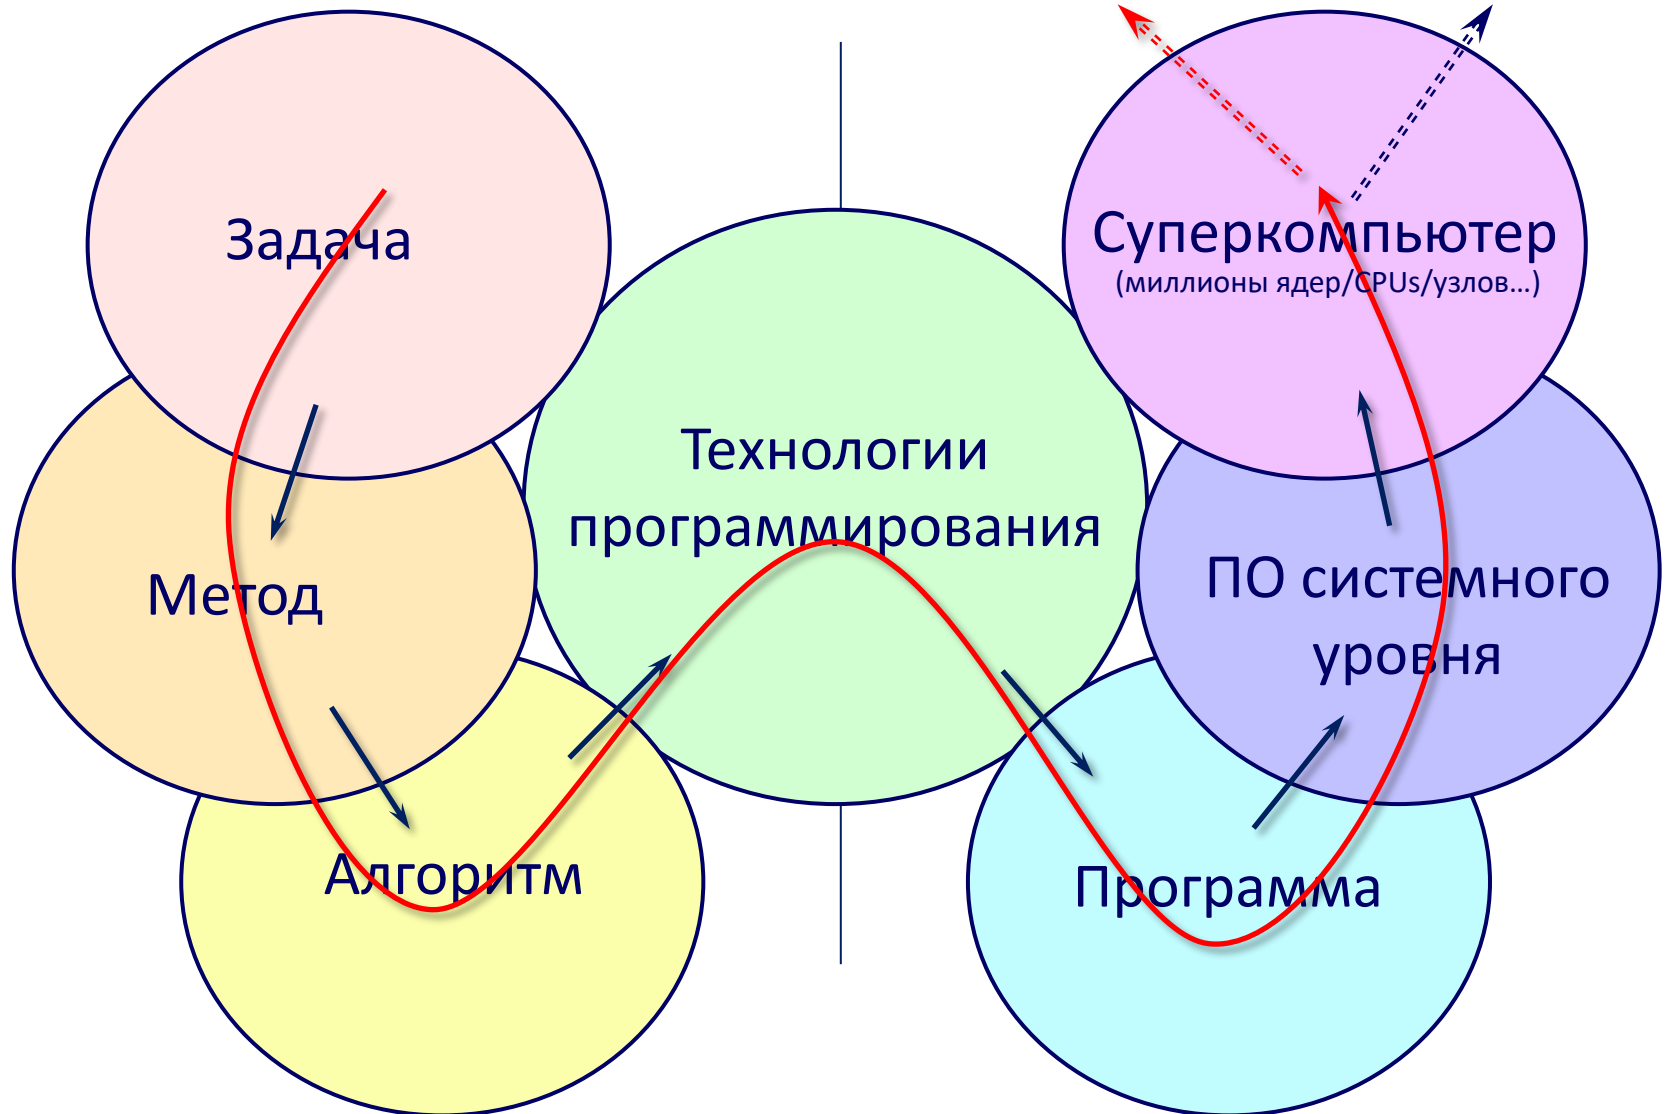 Задача
Суперкомпьютер
(миллионы ядер/CPUs/узлов...)
Технологии
программирования
Метод
ПО системного
уровня
Алгоритм
Программа